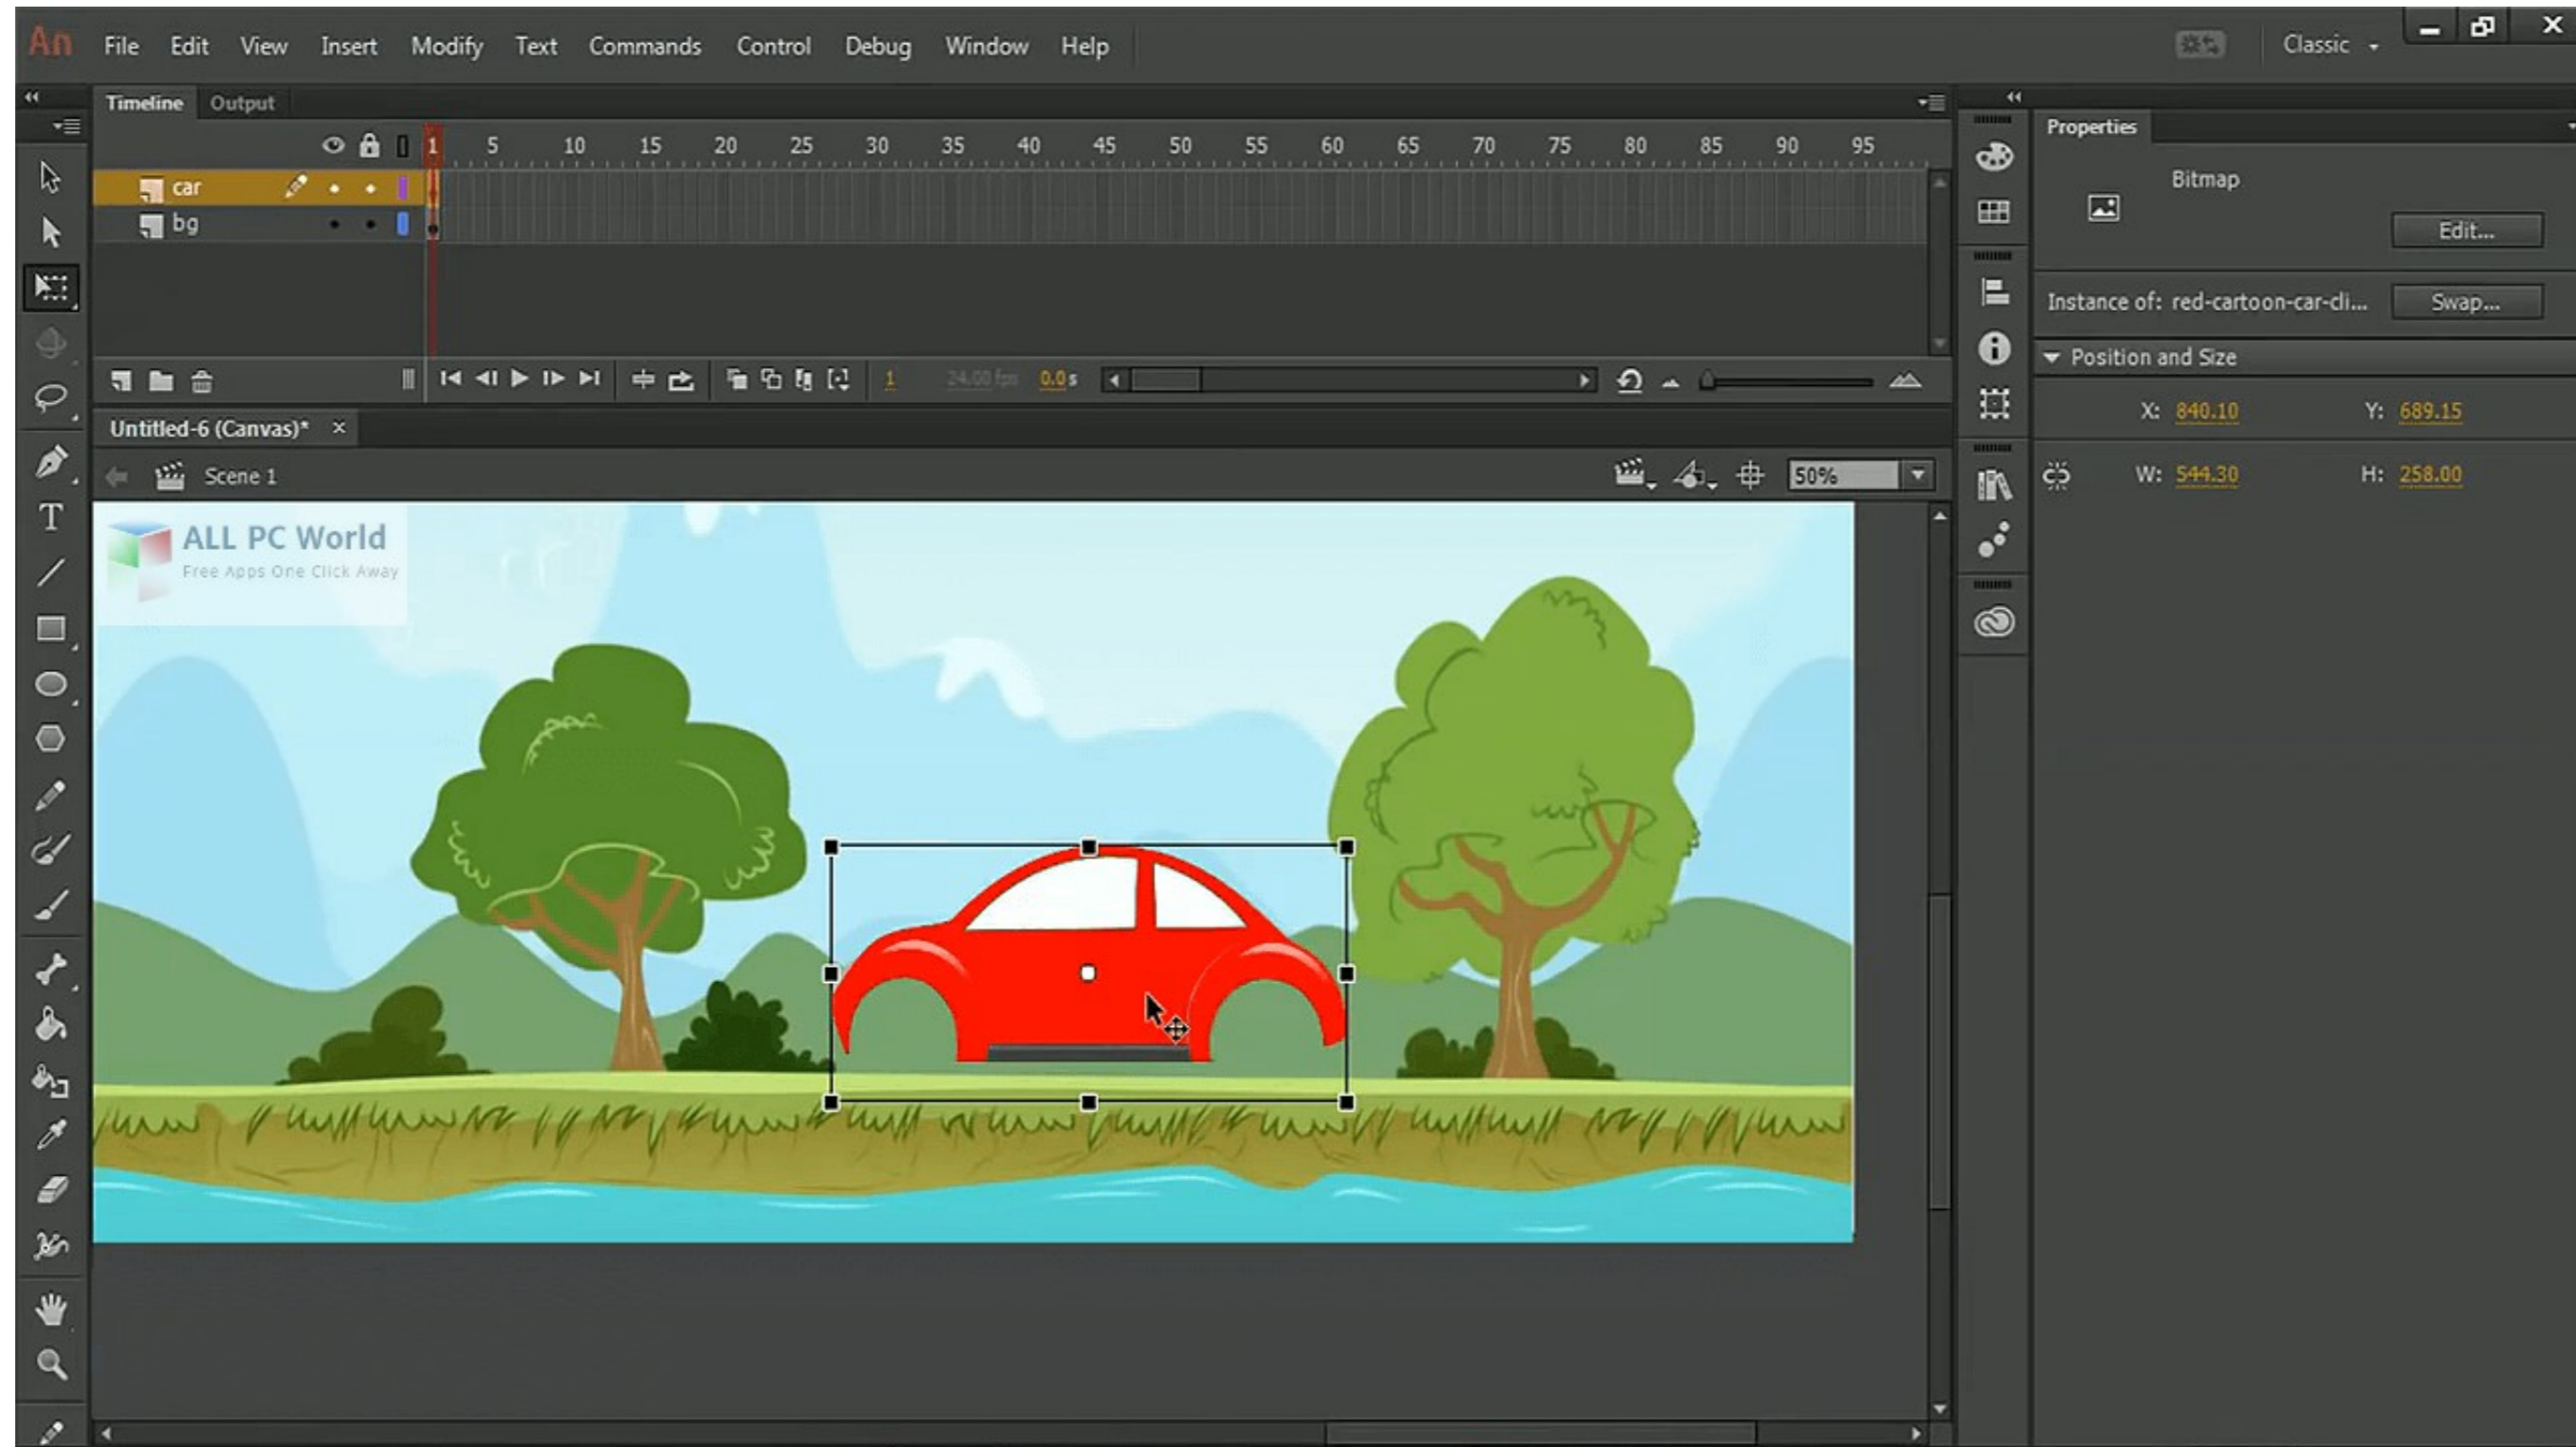 An File Edit View Insert Modify Text Commands Control Debug Window Help Classic
Timeline Output
Properties
1 5 10 15 20 25 30 35 40 45 50 55 60 65 70 75 80 85 90 95
Bitmap
car
bg
Edit...
Instance of: red-cartoon-car-cli... Swap...
Position and Size
1 24.00 fps 0.0 s
X: 840.10 Y: 689.15
Untitled-6 (Canvas)*
Scene 1
50%
W: 544.30 H: 258.00
ALL PC World
Free Apps One Click Away